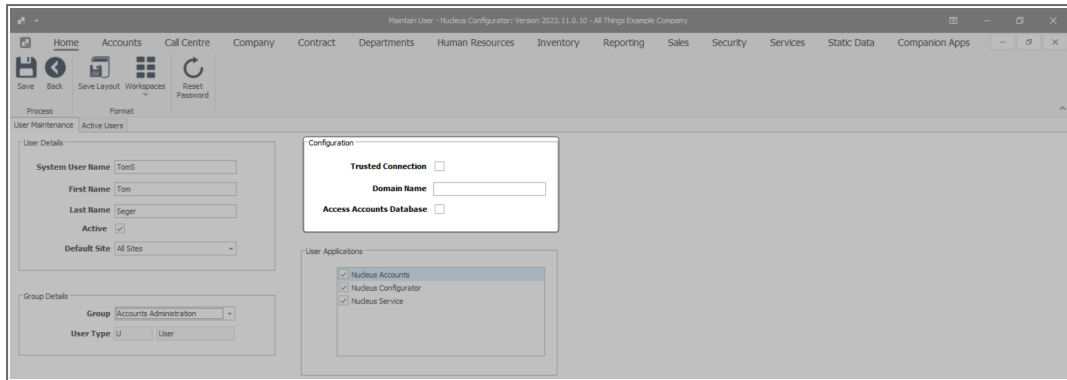 Maintain User - Nucleus Configurator: Version 2023.11.0.10 - All Things Example Company
Home Accounts Call Centre Company Contract Departments Human Resources Inventory Reporting Sales Security Services Static Data Companion Apps
Save Back Save Layout Workspaces Reset Password
Process Format
User Maintenance Active Users
User Details
System User Name TomS
First Name Tom
Last Name Seger
Active
Default Site All Sites
Group Details
Group Accounts Administration
User Type U User
Configuration
Trusted Connection
Domain Name
Access Accounts Database
User Applications
Nucleus Accounts
Nucleus Configurator
Nucleus Service